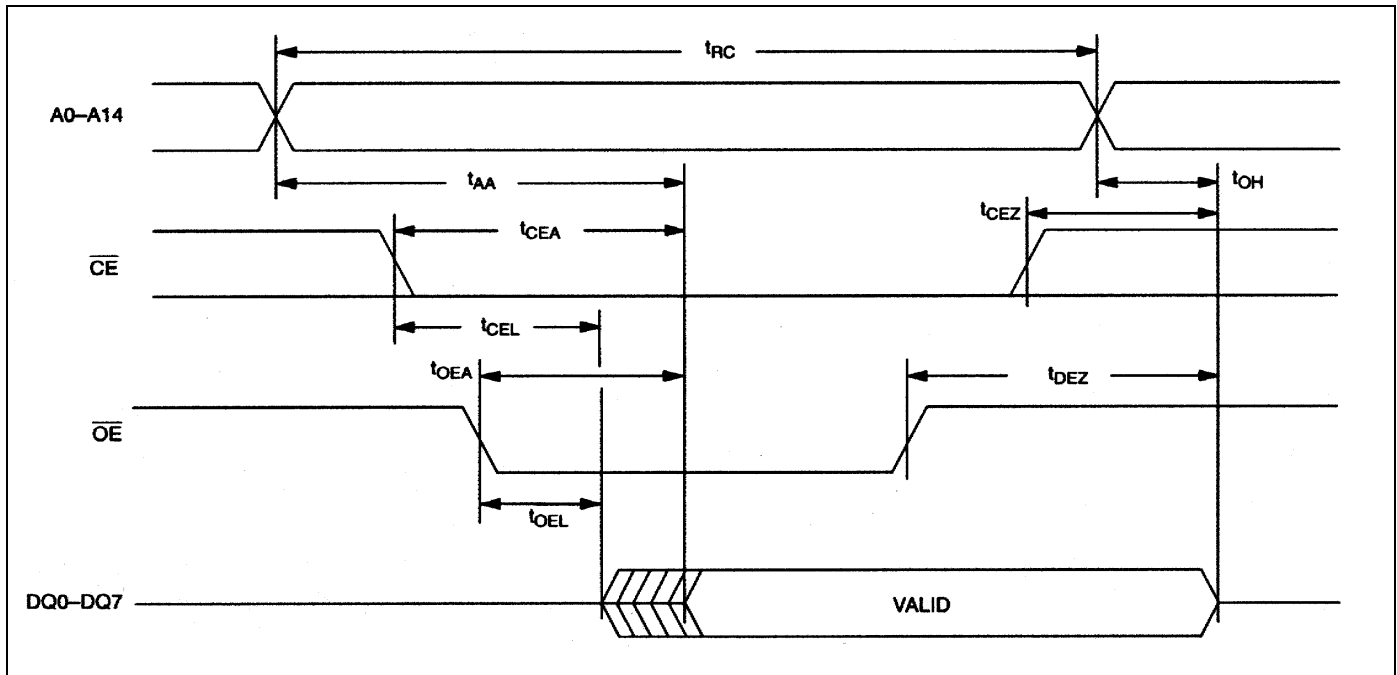 tRC
A0–A14
tAA
tOH
tCEZ
tCEA
CE
tCEL
tOEA
tDEZ
OE
tOEL
DQ0–DQ7
VALID